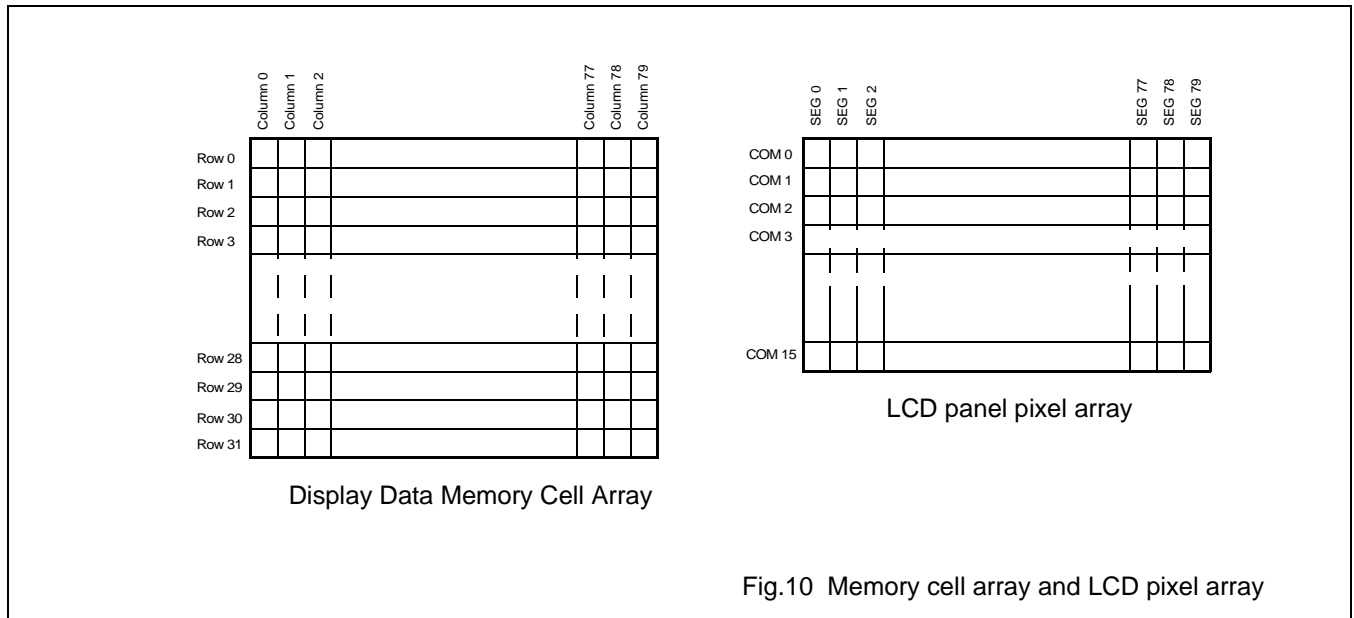 Column 0
Column 1
Column 2
Column 77
Column 78
Column 79
Row 0
Row 1
Row 2
Row 3
Row 28
Row 29
Row 30
Row 31
Display Data Memory Cell Array
SEG 0
SEG 1
SEG 2
SEG 77
SEG 78
SEG 79
COM 0
COM 1
COM 2
COM 3
COM 15
LCD panel pixel array
Fig.10 Memory cell array and LCD pixel array